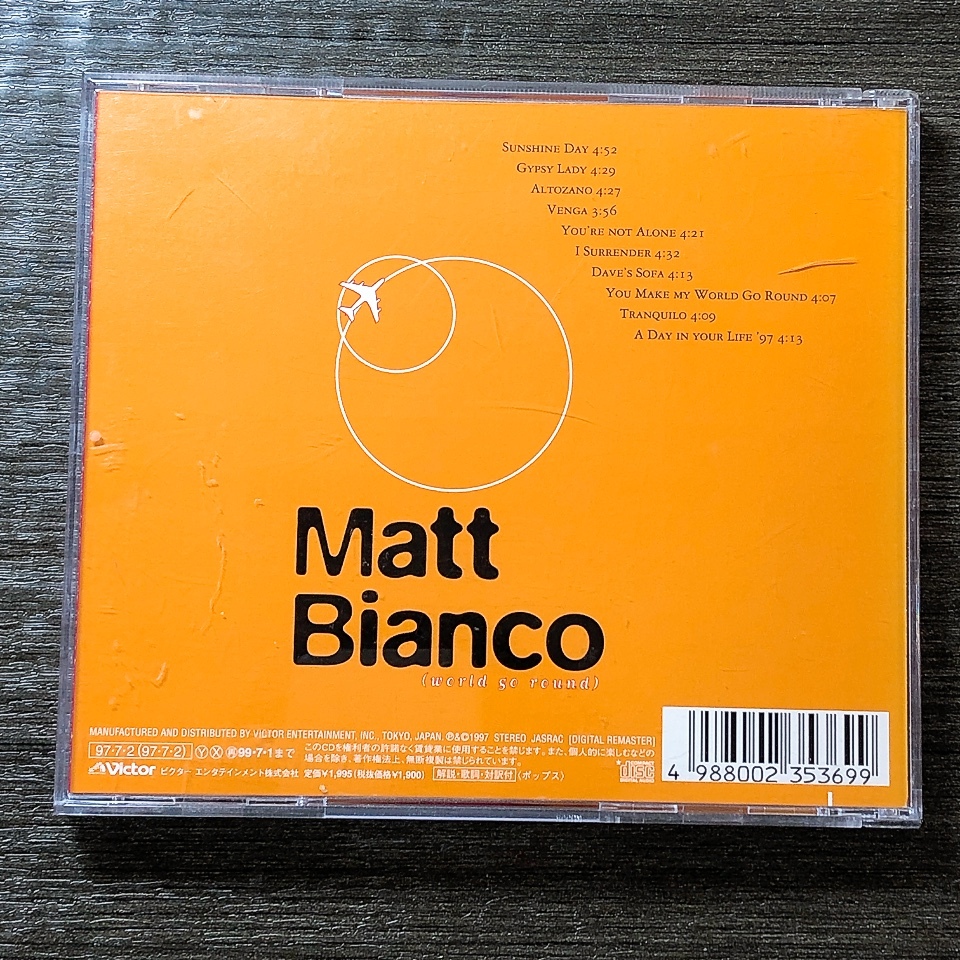 SUNSHINE DAY 4:52
GYPSY LADY 4:29
ALTOZANO 4:27
VENGA 3:56
YOU'RE NOT ALONE 4:21
I SURRENDER 4:32
DAVE'S SOFA 4:13
YOU MAKE MY WORLD GO ROUND 4:07
TRANQUILO 4:09
A DAY IN YOUR LIFE '97 4:13
Matt
Bianco
(world go round)
MANUFACTURED AND DISTRIBUTED BY VICTOR ENTERTAINMENT, INC., TOKYO, JAPAN. ℗&©1997 STEREO JASRAC [DIGITAL REMASTER]
97·7·2 (97·7·2) Ⓨ Ⓧ 99·7·1まで
このCDを権利者の許諾なく賃貸業に使用することを禁じます。また、個人的に楽しむなどの
場合を除き、著作権法上、無断複製は禁じられています。
Victor ビクター エンタテインメント株式会社 定価¥1,995(税抜価格¥1,900) 解説・歌詞・対訳付 (ポップス)
COMPACT
disc
4 988002 353699